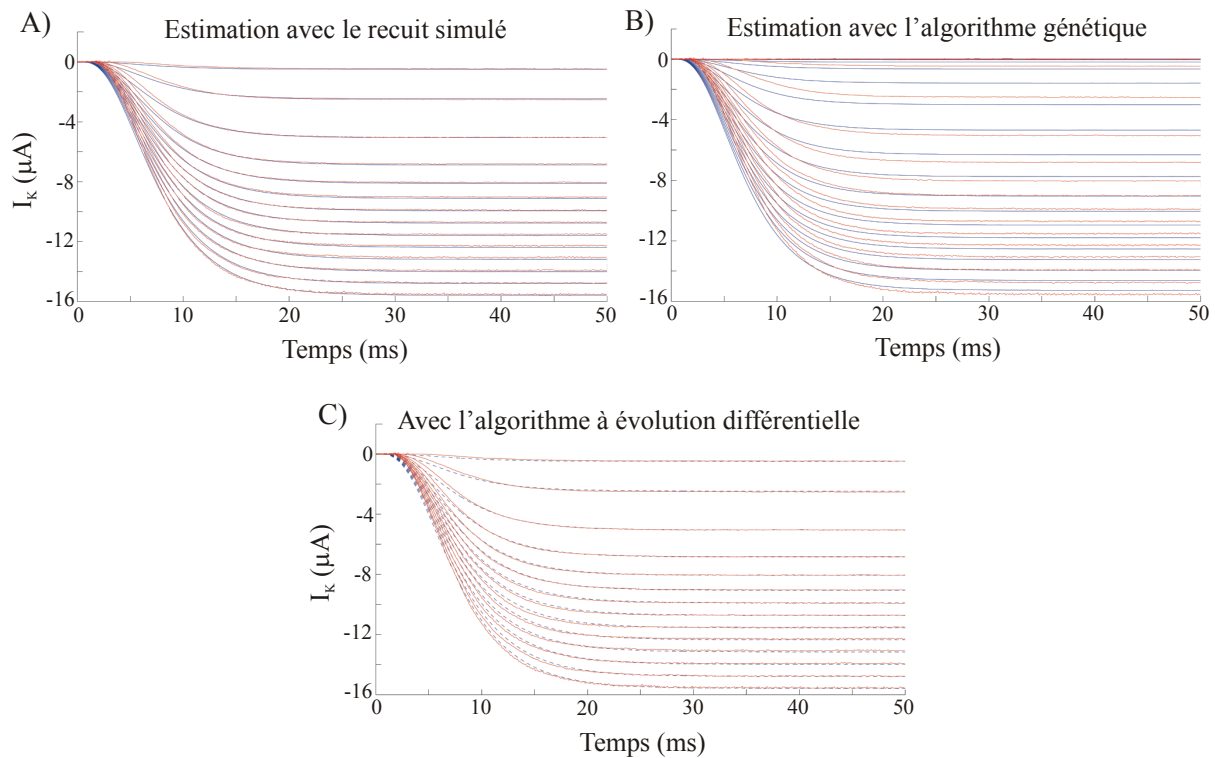 A)
Estimation avec le recuit simulé
0
-4
-8
-12
-16
I_K (µA)
0
10
20
30
40
50
Temps (ms)
B)
Estimation avec l’algorithme génétique
0
-4
-8
-12
-16
I_K (µA)
0
10
20
30
40
50
Temps (ms)
C)
Avec l’algorithme à évolution différentielle
0
-4
-8
-12
-16
I_K (µA)
0
10
20
30
40
50
Temps (ms)